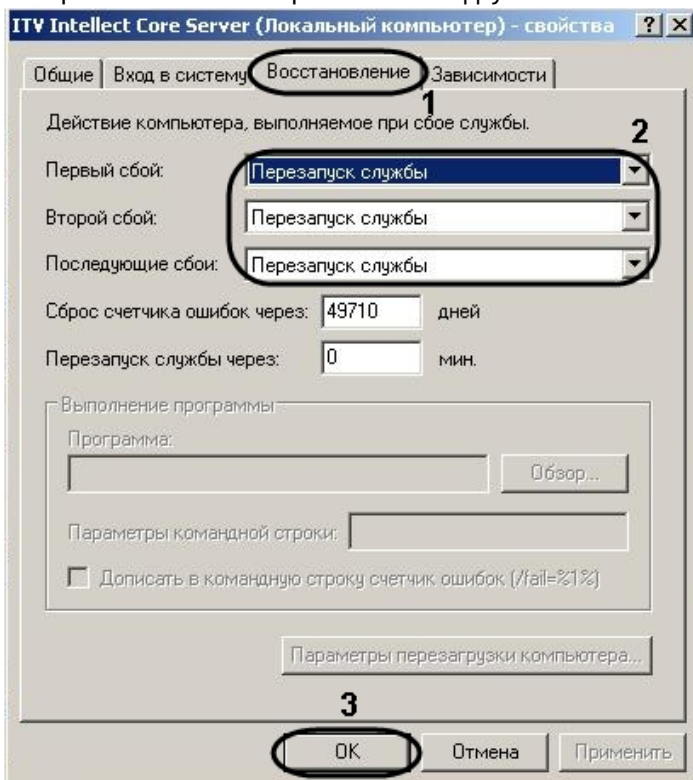 ITV Intellect Core Server (Локальный компьютер) - свойства ? X
Общие Вход в систему Восстановление Зависимости
1
Действие компьютера, выполняемое при сбое службы.
2
Первый сбой: Перезапуск службы
Второй сбой: Перезапуск службы
Последующие сбои: Перезапуск службы
Сброс счетчика ошибок через: 49710 дней
Перезапуск службы через: 0 мин.
Выполнение программы
Программа:
Обзор...
Параметры командной строки:
Дописать в командную строку счетчик ошибок (/fail=%1%)
Параметры перезагрузки компьютера...
3
OK Отмена Применить